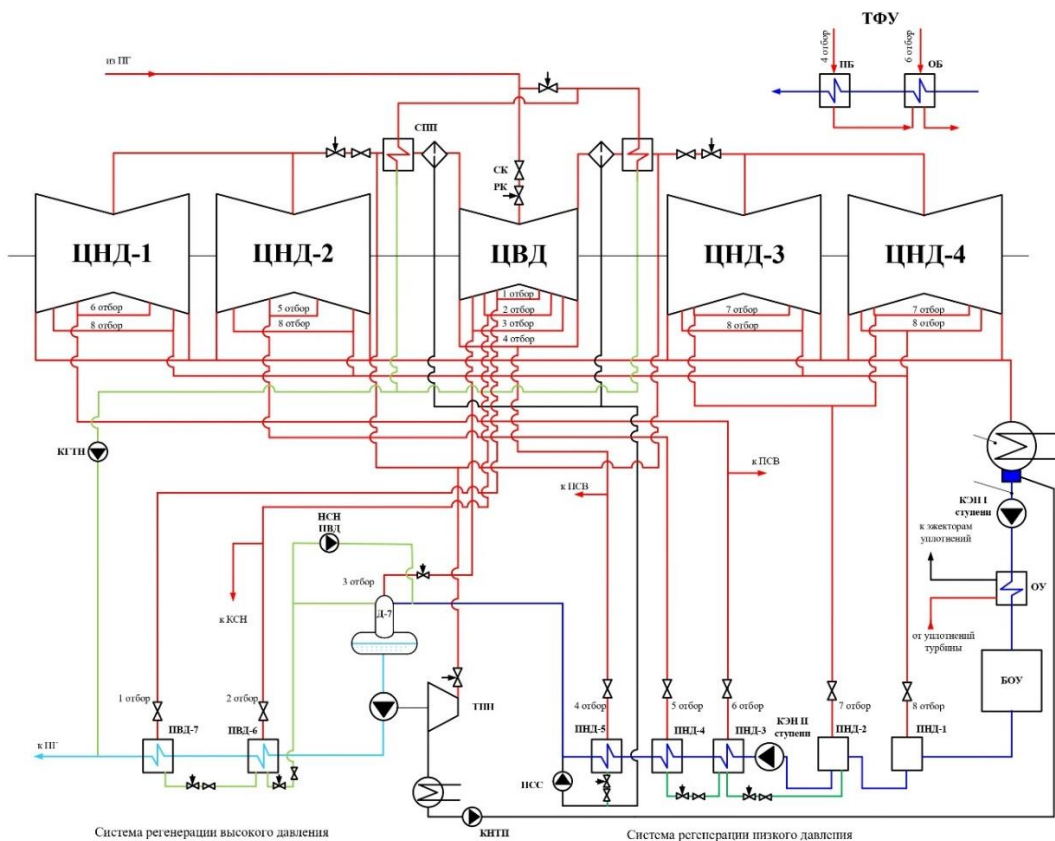 ТФУ
4 отбор
6 отбор
ПБ
ОБ
из ПГ
СПП
СК
РК
ЦНД-1
ЦНД-2
ЦВД
ЦНД-3
ЦНД-4
1 отбор
6 отбор
5 отбор
2 отбор
7 отбор
7 отбор
8 отбор
8 отбор
3 отбор
8 отбор
8 отбор
4 отбор
КГТН
к ПСВ
к ПСВ
НСН
ПВД
КЭН I
ступени
к эжекторам
уплотнений
3 отбор
Д-7
ОУ
к КСН
от уплотнений
турбины
БОУ
1 отбор
2 отбор
ТПН
4 отбор
5 отбор
6 отбор
КЭН II
ступени
7 отбор
8 отбор
к ПГ
ПВД-7
ПВД-6
ПНД-5
ПНД-4
ПНД-3
ПНД-2
ПНД-1
ПСС
КНТП
Система регенерации высокого давления
Система регенерации низкого давления